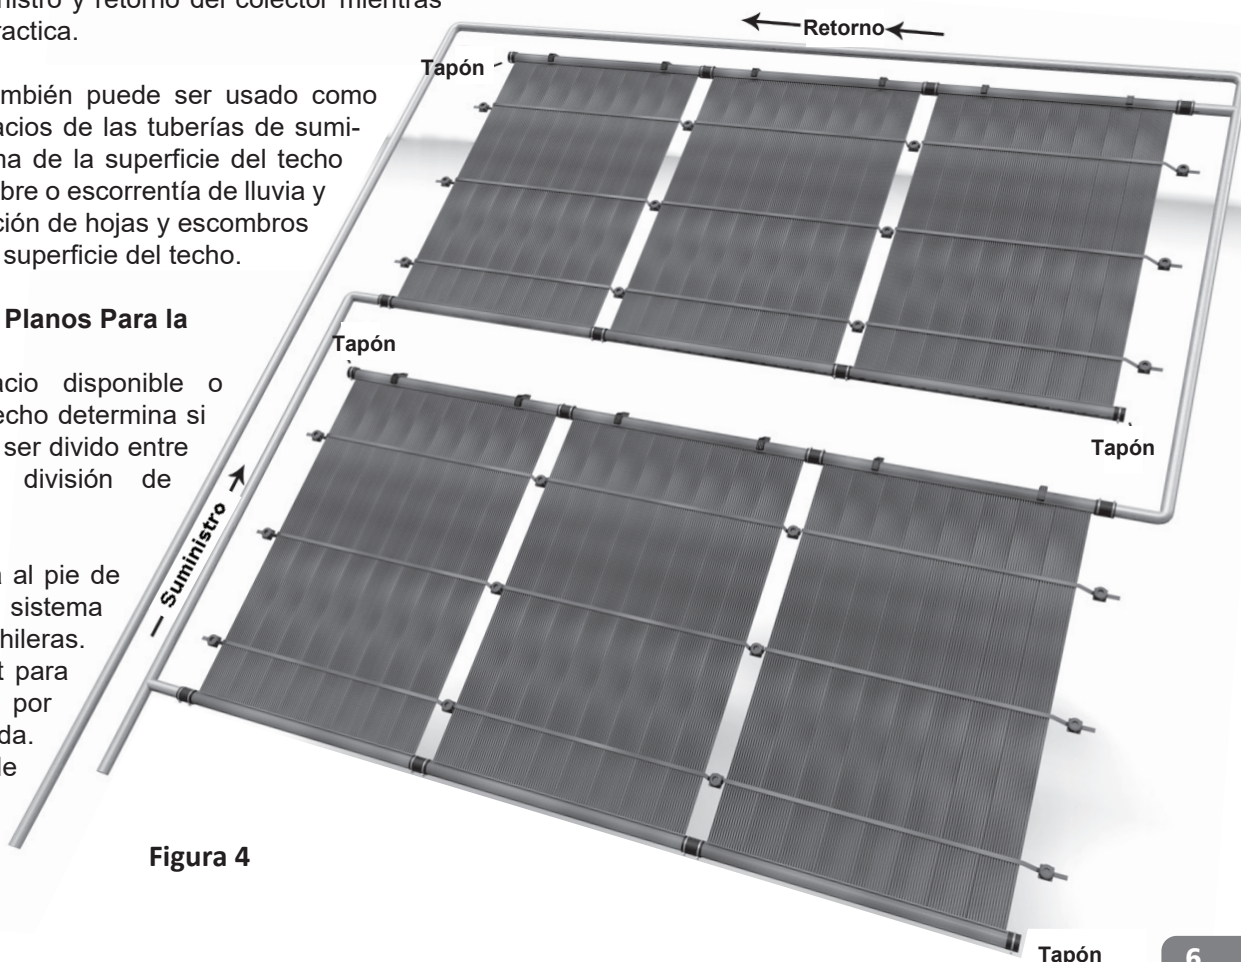 nistro y retorno del colector mientras
ractica.
mbién puede ser usado como
acios de las tuberías de sumi-
na de la superficie del techo
bre o escorrentía de lluvia y
ción de hojas y escombros
superficie del techo.
Planos Para la
acio disponible o
echo determina si
ser divido entre
división de
a al pie de
sistema
hileras.
t para
por
da.
le
Retorno
Tapón
Tapón
Tapón
Suministro
Figura 4
Tapón
6